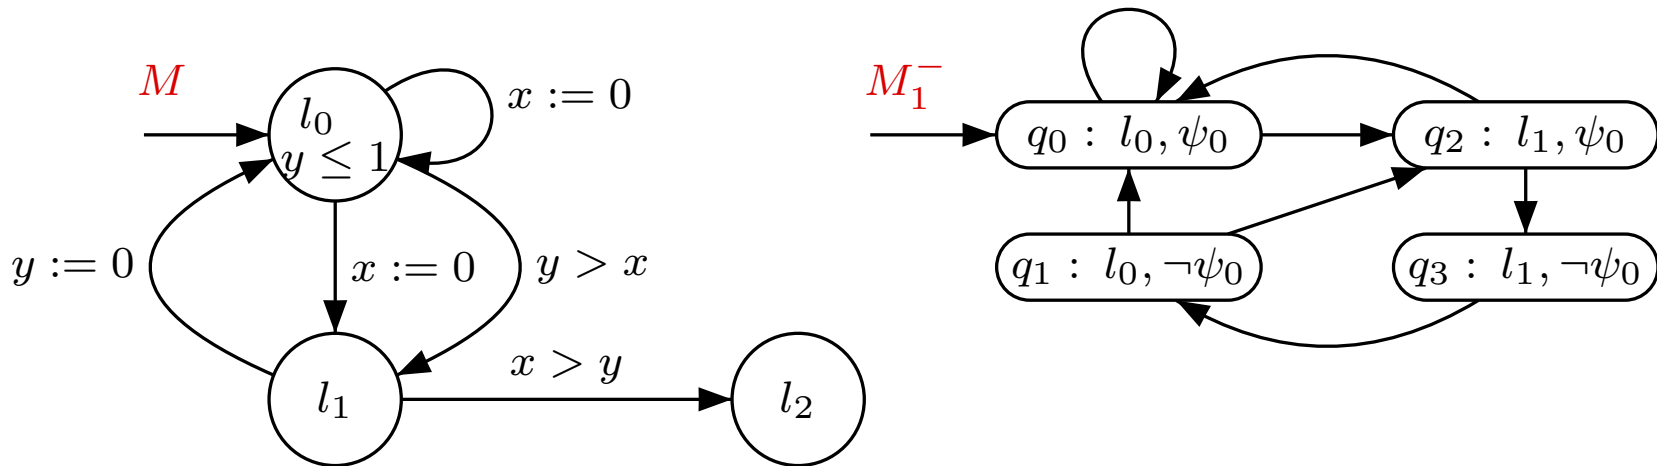 M
l₀
y ≤ 1
x := 0
y := 0
x := 0
y > x
l₁
x > y
l₂
M₁⁻
q₀ : l₀, ψ₀
q₂ : l₁, ψ₀
q₁ : l₀, ¬ψ₀
q₃ : l₁, ¬ψ₀